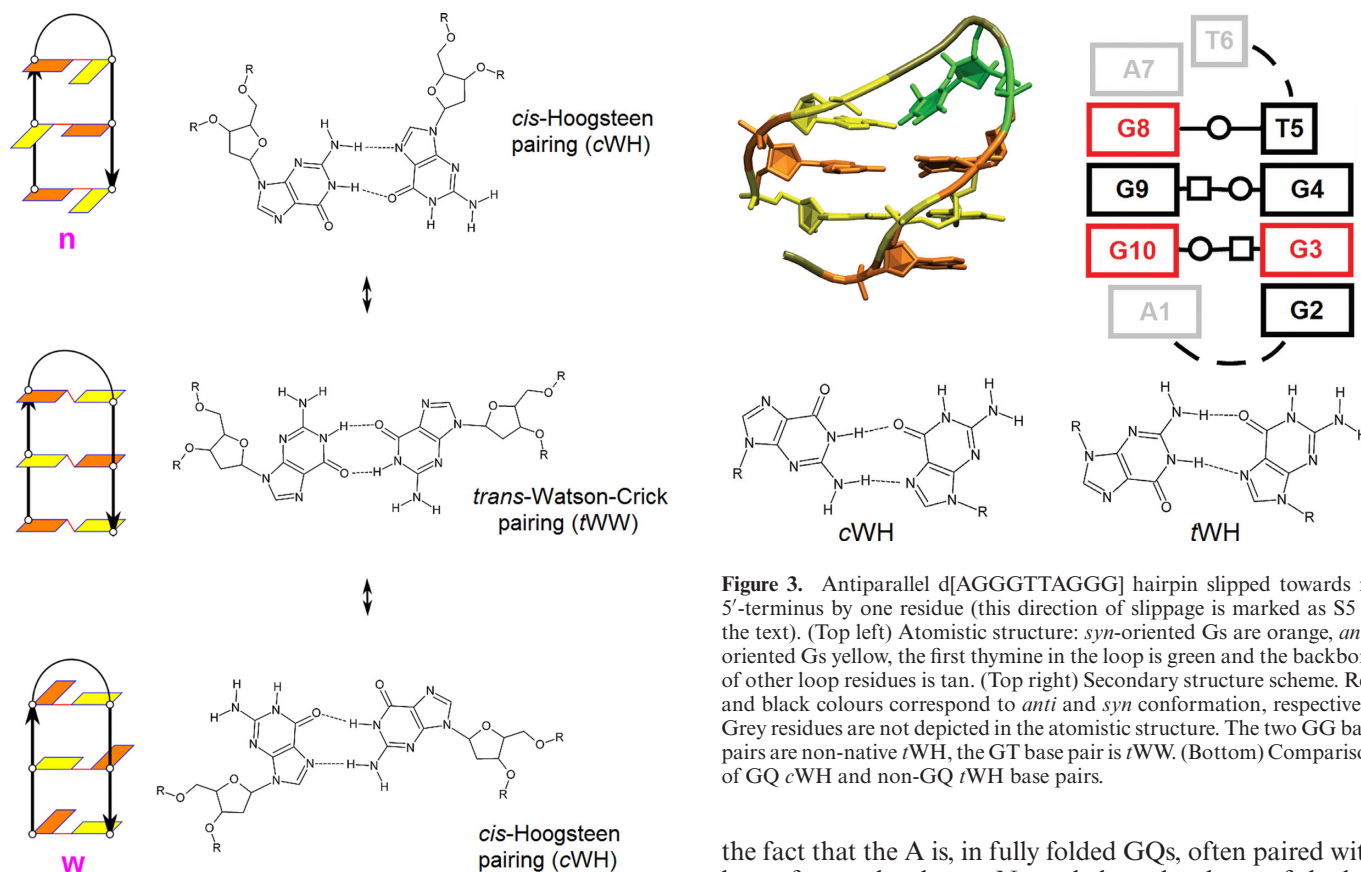 R
O
R
O
O
H
N
H
N
N
N
H
N
N
O
R
O
R
O
O
N
N
O
N
N
H
N
H
H
cis-Hoogsteen
pairing (cWH)
n
R
O
R
O
O
H
H
N
N
N
H
N
N
O
O
N
H
N
N
N
H
N
H
R
O
O
O
R
trans-Watson-Crick
pairing (tWW)
H
H
N
H
N
N
O
N
N
R
O
O
O
R
O
H
N
N
N
N
H
N
H
R
O
O
O
R
cis-Hoogsteen
pairing (cWH)
w
T6
A7
G8
T5
G9
G4
G10
G3
A1
G2
O
N
N
N
N
R
H
N
H
H
O
H
N
N
N
N
R
N
H
H
cWH
H
N
H
N
N
H
N
N
R
O
O
H
N
N
N
N
R
N
H
H
tWH
Figure 3. Antiparallel d[AGGGTTAGGG] hairpin slipped towards
5′-terminus by one residue (this direction of slippage is marked as S5
the text). (Top left) Atomistic structure: syn-oriented Gs are orange,
oriented Gs yellow, the first thymine in the loop is green and the
of other loop residues is tan. (Top right) Secondary structure scheme.
and black colours correspond to anti and syn conformation,
Grey residues are not depicted in the atomistic structure. The two GG
pairs are non-native tWH, the GT base pair is tWW. (Bottom)
of GQ cWH and non-GQ tWH base pairs.
the fact that the A is, in fully folded GQs, often paired